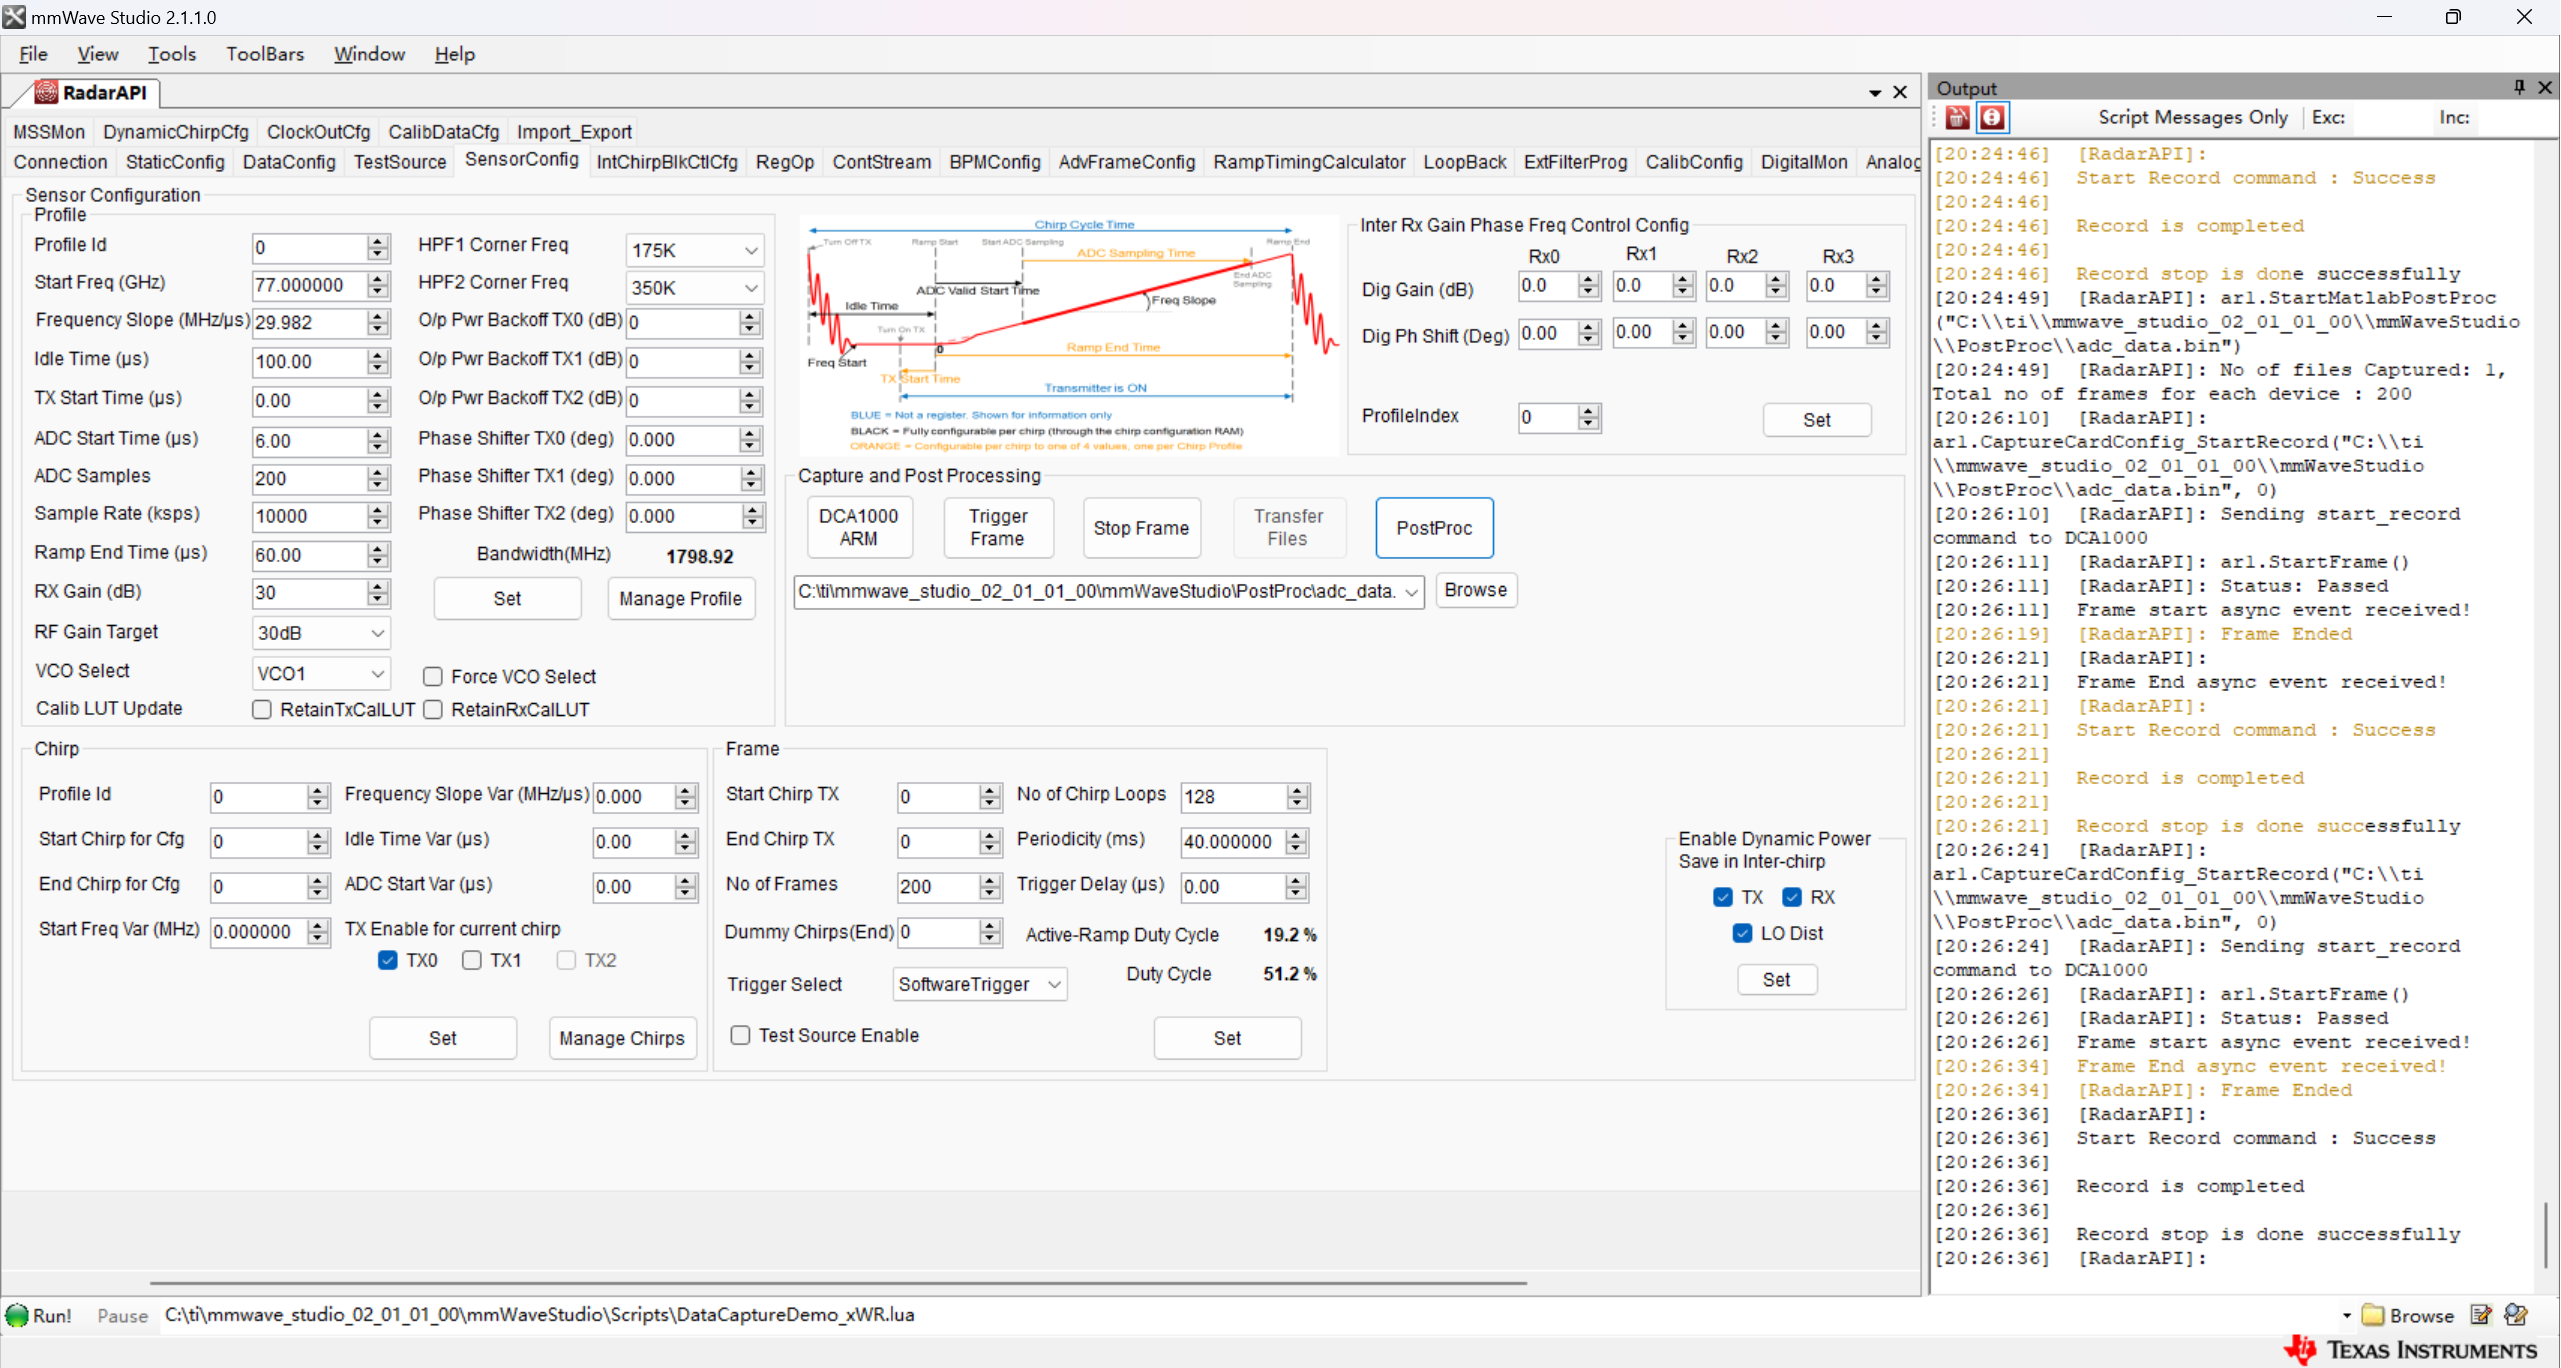 mmWave Studio 2.1.1.0
File View Tools ToolBars Window Help
RadarAPI
MSSMon DynamicChirpCfg ClockOutCfg CalibDataCfg Import_Export
Connection StaticConfig DataConfig TestSource SensorConfig IntChirpBlkCtlCfg RegOp ContStream BPMConfig AdvFrameConfig RampTimingCalculator LoopBack ExtFilterProg CalibConfig DigitalMon Analog
Sensor Configuration
Profile
Profile Id 0 HPF1 Corner Freq 175K
Start Freq (GHz) 77.000000 HPF2 Corner Freq 350K
Frequency Slope (MHz/µs) 29.982 O/p Pwr Backoff TX0 (dB) 0
Idle Time (µs) 100.00 O/p Pwr Backoff TX1 (dB) 0
TX Start Time (µs) 0.00 O/p Pwr Backoff TX2 (dB) 0
ADC Start Time (µs) 6.00 Phase Shifter TX0 (deg) 0.000
ADC Samples 200 Phase Shifter TX1 (deg) 0.000
Sample Rate (ksps) 10000 Phase Shifter TX2 (deg) 0.000
Ramp End Time (µs) 60.00 Bandwidth(MHz) 1798.92
RX Gain (dB) 30 Set Manage Profile
RF Gain Target 30dB
VCO Select VCO1 Force VCO Select
Calib LUT Update RetainTxCalLUT RetainRxCalLUT
Chirp Cycle Time
Turn Off TX Ramp Start Start ADC Sampling Ramp End
ADC Sampling Time
End ADC
Sampling
ADC Valid Start Time
Freq Slope
Idle Time
Turn On TX
0
Ramp End Time
Freq Start
TX Start Time
Transmitter is ON
BLUE = Not a register. Shown for information only
BLACK = Fully configurable per chirp (through the chirp configuration RAM)
ORANGE = Configurable per chirp to one of 4 values, one per Chirp Profile
Inter Rx Gain Phase Freq Control Config
Rx0 Rx1 Rx2 Rx3
Dig Gain (dB) 0.0 0.0 0.0 0.0
Dig Ph Shift (Deg) 0.00 0.00 0.00 0.00
ProfileIndex 0 Set
Capture and Post Processing
DCA1000 ARM Trigger Frame Stop Frame Transfer Files PostProc
C:\ti\mmwave_studio_02_01_01_00\mmWaveStudio\PostProc\adc_data. Browse
Chirp
Profile Id 0 Frequency Slope Var (MHz/µs) 0.000
Start Chirp for Cfg 0 Idle Time Var (µs) 0.00
End Chirp for Cfg 0 ADC Start Var (µs) 0.00
Start Freq Var (MHz) 0.000000 TX Enable for current chirp
TX0 TX1 TX2
Set Manage Chirps
Frame
Start Chirp TX 0 No of Chirp Loops 128
End Chirp TX 0 Periodicity (ms) 40.000000
No of Frames 200 Trigger Delay (µs) 0.00
Dummy Chirps(End) 0 Active-Ramp Duty Cycle 19.2 %
Trigger Select SoftwareTrigger Duty Cycle 51.2 %
Test Source Enable Set
Enable Dynamic Power
Save in Inter-chirp
TX RX
LO Dist
Set
Output
Script Messages Only Exc: Inc:
[20:24:46] [RadarAPI]:
[20:24:46] Start Record command : Success
[20:24:46]
[20:24:46] Record is completed
[20:24:46]
[20:24:46] Record stop is done successfully
[20:24:49] [RadarAPI]: ar1.StartMatlabPostProc
("C:\\ti\\mmwave_studio_02_01_01_00\\mmWaveStudio
\\PostProc\\adc_data.bin")
[20:24:49] [RadarAPI]: No of files Captured: 1,
Total no of frames for each device : 200
[20:26:10] [RadarAPI]:
ar1.CaptureCardConfig_StartRecord("C:\\ti
\\mmwave_studio_02_01_01_00\\mmWaveStudio
\\PostProc\\adc_data.bin", 0)
[20:26:10] [RadarAPI]: Sending start_record
command to DCA1000
[20:26:11] [RadarAPI]: ar1.StartFrame()
[20:26:11] [RadarAPI]: Status: Passed
[20:26:11] Frame start async event received!
[20:26:19] [RadarAPI]: Frame Ended
[20:26:21] [RadarAPI]:
[20:26:21] Frame End async event received!
[20:26:21] [RadarAPI]:
[20:26:21] Start Record command : Success
[20:26:21]
[20:26:21] Record is completed
[20:26:21]
[20:26:21] Record stop is done successfully
[20:26:24] [RadarAPI]:
ar1.CaptureCardConfig_StartRecord("C:\\ti
\\mmwave_studio_02_01_01_00\\mmWaveStudio
\\PostProc\\adc_data.bin", 0)
[20:26:24] [RadarAPI]: Sending start_record
command to DCA1000
[20:26:26] [RadarAPI]: ar1.StartFrame()
[20:26:26] [RadarAPI]: Status: Passed
[20:26:26] Frame start async event received!
[20:26:34] Frame End async event received!
[20:26:34] [RadarAPI]: Frame Ended
[20:26:36] [RadarAPI]:
[20:26:36] Start Record command : Success
[20:26:36]
[20:26:36] Record is completed
[20:26:36]
[20:26:36] Record stop is done successfully
[20:26:36] [RadarAPI]:
Run! Pause C:\ti\mmwave_studio_02_01_01_00\mmWaveStudio\Scripts\DataCaptureDemo_xWR.lua Browse
TEXAS INSTRUMENTS